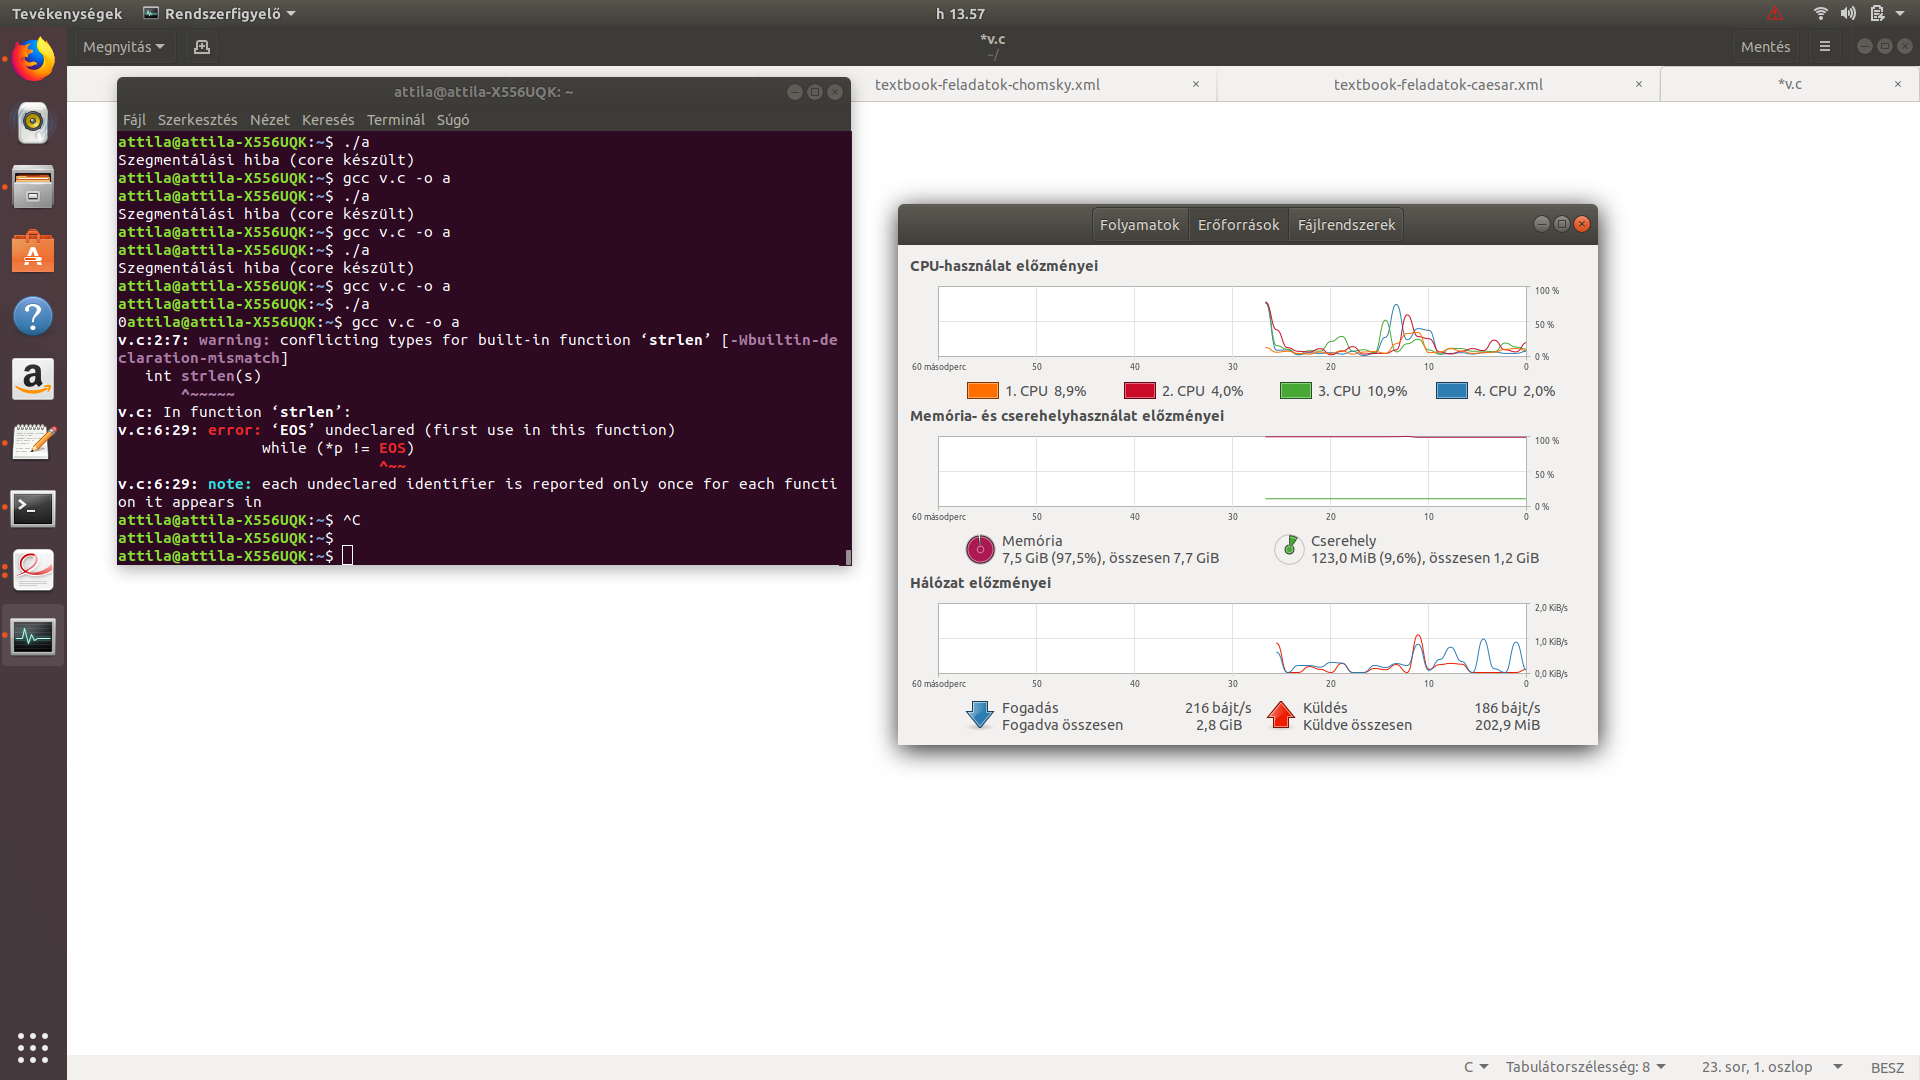 Tevékenységek
Rendszerfigyelő
h 13.57
Megnyitás
*v.c
~/
Mentés
textbook-feladatok-chomsky.xml
textbook-feladatok-caesar.xml
*v.c
attila@attila-X556UQK: ~
Fájl Szerkesztés Nézet Keresés Terminál Súgó
attila@attila-X556UQK:~$ ./a
Szegmentálási hiba (core készült)
attila@attila-X556UQK:~$ gcc v.c -o a
attila@attila-X556UQK:~$ ./a
Szegmentálási hiba (core készült)
attila@attila-X556UQK:~$ gcc v.c -o a
attila@attila-X556UQK:~$ ./a
Szegmentálási hiba (core készült)
attila@attila-X556UQK:~$ gcc v.c -o a
attila@attila-X556UQK:~$ ./a
0attila@attila-X556UQK:~$ gcc v.c -o a
v.c:2:7: warning: conflicting types for built-in function ‘strlen’ [-Wbuiltin-de
claration-mismatch]
int strlen(s)
^~~~~~
v.c: In function ‘strlen’:
v.c:6:29: error: ‘EOS’ undeclared (first use in this function)
while (*p != EOS)
^~~
v.c:6:29: note: each undeclared identifier is reported only once for each functi
on it appears in
attila@attila-X556UQK:~$ ^C
attila@attila-X556UQK:~$
attila@attila-X556UQK:~$
Folyamatok Erőforrások Fájlrendszerek
CPU-használat előzményei
100 %
50 %
0 %
60 másodperc 50 40 30 20 10 0
1. CPU 8,9% 2. CPU 4,0% 3. CPU 10,9% 4. CPU 2,0%
Memória- és cserehelyhasználat előzményei
100 %
50 %
0 %
60 másodperc 50 40 30 20 10 0
Memória
7,5 GiB (97,5%), összesen 7,7 GiB
Cserehely
123,0 MiB (9,6%), összesen 1,2 GiB
Hálózat előzményei
2,0 KiB/s
1,0 KiB/s
0,0 KiB/s
60 másodperc 50 40 30 20 10 0
Fogadás 216 bájt/s
Fogadva összesen 2,8 GiB
Küldés 186 bájt/s
Küldve összesen 202,9 MiB
C
Tabulátorszélesség: 8
23. sor, 1. oszlop
BESZ